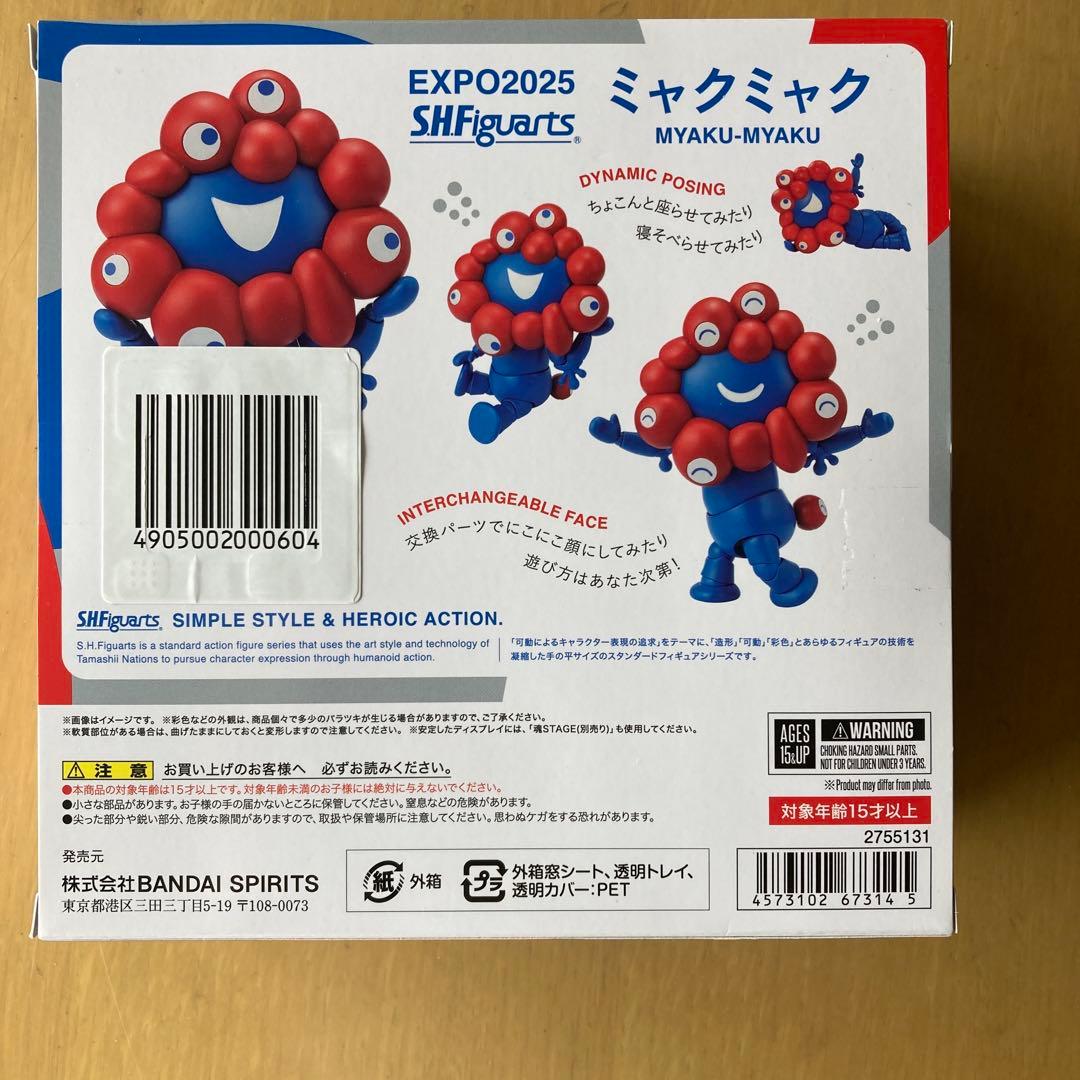 EXPO2025
S.H.Figuarts®
ミャクミャク
MYAKU-MYAKU
DYNAMIC POSING
ちょこんと座らせてみたり
寝そべらせてみたり
INTERCHANGEABLE FACE
交換パーツでにこにこ顔にしてみたり
遊び方はあなた次第!
4905002000604
S.H.Figuarts® SIMPLE STYLE & HEROIC ACTION.
S.H.Figuarts is a standard action figure series that uses the art style and technology of
Tamashii Nations to pursue character expression through humanoid action.
「可動によるキャラクター表現の追求」をテーマに、「造形」「可動」「彩色」とあらゆるフィギュアの技術を
凝縮した手の平サイズのスタンダードフィギュアシリーズです。
※画像はイメージです。 ※彩色などの外観は、商品個々で多少のバラツキが生じる場合がありますので、ご了承ください。
※軟質部位がある場合は、曲げたままにしておくと変形しますので注意してください。 ※安定したディスプレイには、「魂STAGE(別売り)」も使用してください。
注 意 お買い上げのお客様へ 必ずお読みください。
●本商品の対象年齢は15才以上です。対象年齢未満のお子様には絶対に与えないでください。
●小さな部品があります。お子様の手の届かないところに保管してください。窒息などの危険があります。
●尖った部分や鋭い部分、危険な隙間がありますので、取扱や保管場所に注意してください。思わぬケガをする恐れがあります。
AGES
15&UP
WARNING
CHOKING HAZARD SMALL PARTS.
NOT FOR CHILDREN UNDER 3 YEARS.
※Product may differ from photo.
対象年齢15才以上
2755131
4573102 67314 5
発売元
株式会社BANDAI SPIRITS
東京都港区三田三丁目5-19 〒108-0073
紙 外箱
プラ 外箱窓シート、透明トレイ、
透明カバー:PET